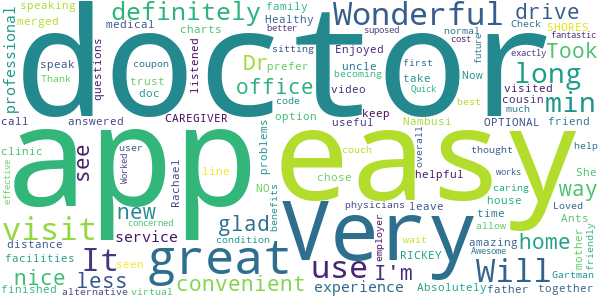 speaking
merged
family
Healthy
medical
definitely
charts
Wonderful
drive
better
suposed
normal
cost
future
Check
SHORES
fantastic
exactly
Took
professional
doctor
speak
Thank
doc
questions
trust
coupon
listened
Dr
prefer
office
sitting
Enjoyed
uncle
becoming
video
code
option
first
take
Quick
Now
best
visited
cousin
much
long
min
call
answered
CAREGIVER
useful
keep
Nambusi
OPTIONAL
friend
app
easy
clinic
effective
see
Worked
user
Rachael
line
NO
problems
benefits
couch
chose
overall
helpful
thought
works
help
caring
She
way
house
physicians
leave
Loved
time
allow
Ants
mother
friendly
visit
new
concerned
glad
service
condition
Very
employer
wait
RICKEY
amazing
Awesome
home
distance
facilities
It
seen
great
use
I'm
Will
Gartman
nice
less
convenient
experience
Absolutely
father
together
finished
alternative
virtual